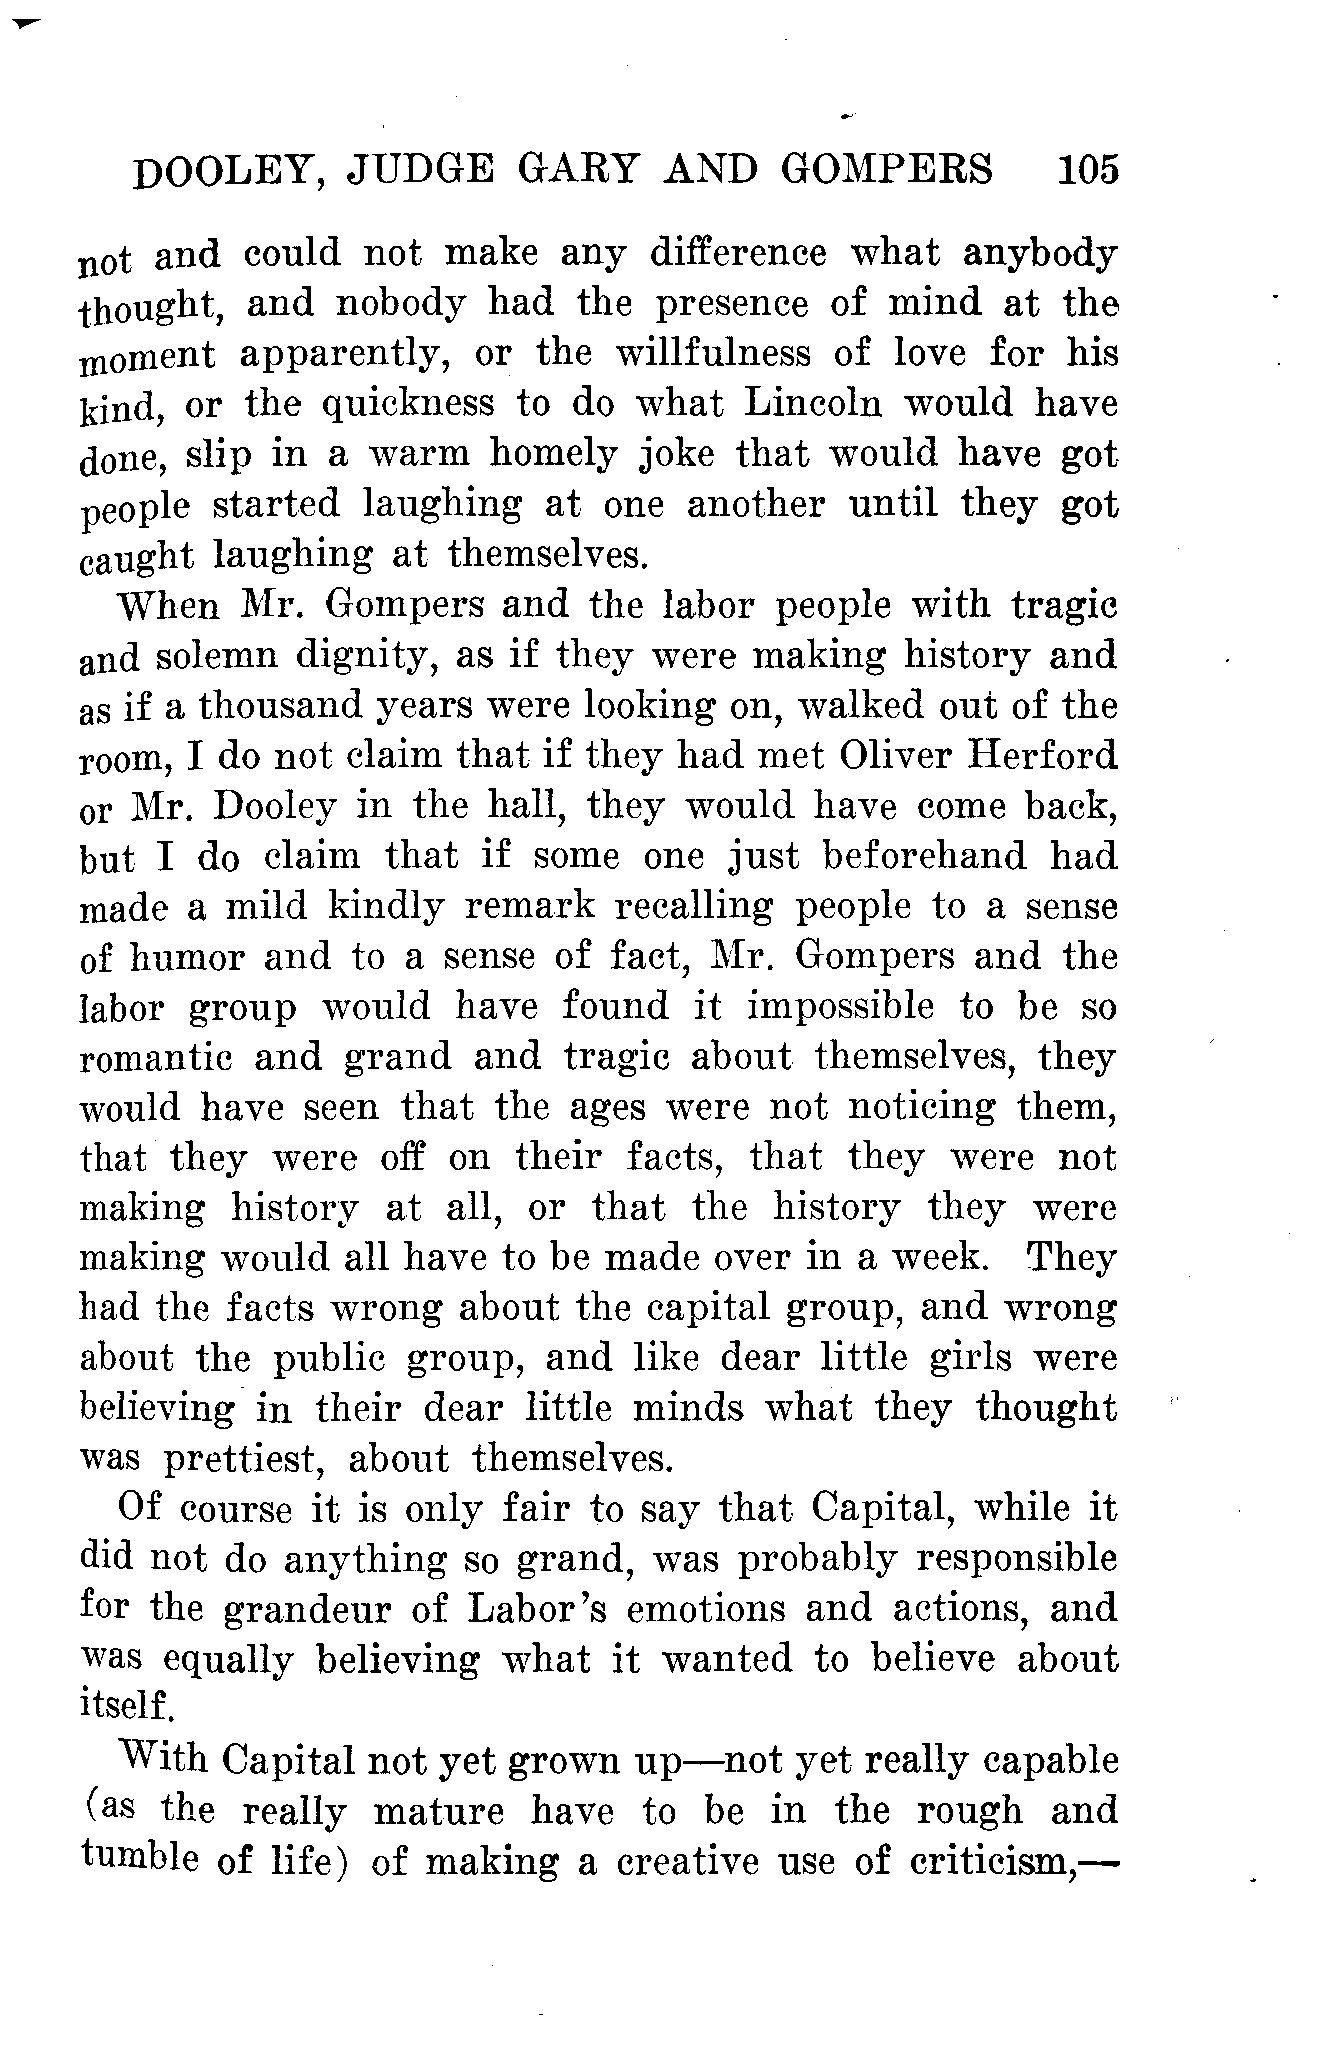 DOOLEY, JUDGE GARY AND GOMPERS 105
not and could not make any difference what anybody
thought, and nobody had the presence of mind at the
moment apparently, or the willfulness of love for his
kind, or the quickness to do what Lincoln would have
done, slip in a warm homely joke that would have got
people started laughing at one another until they got
caught laughing at themselves.
When Mr. Gompers and the labor people with tragic
and solemn dignity, as if they were making history and
as if a thousand years were looking on, walked out of the
room, I do not claim that if they had met Oliver Herford
or Mr. Dooley in the hall, they would have come back,
but I do claim that if some one just beforehand had
made a mild kindly remark recalling people to a sense
of humor and to a sense of fact, Mr. Gompers and the
labor group would have found it impossible to be so
romantic and grand and tragic about themselves, they
would have seen that the ages were not noticing them,
that they were off on their facts, that they were not
making history at all, or that the history they were
making would all have to be made over in a week. They
had the facts wrong about the capital group, and wrong
about the public group, and like dear little girls were
believing in their dear little minds what they thought
was prettiest, about themselves.
Of course it is only fair to say that Capital, while it
did not do anything so grand, was probably responsible
for the grandeur of Labor's emotions and actions, and
was equally believing what it wanted to believe about
itself.
With Capital not yet grown up—not yet really capable
(as the really mature have to be in the rough and
tumble of life) of making a creative use of criticism,—